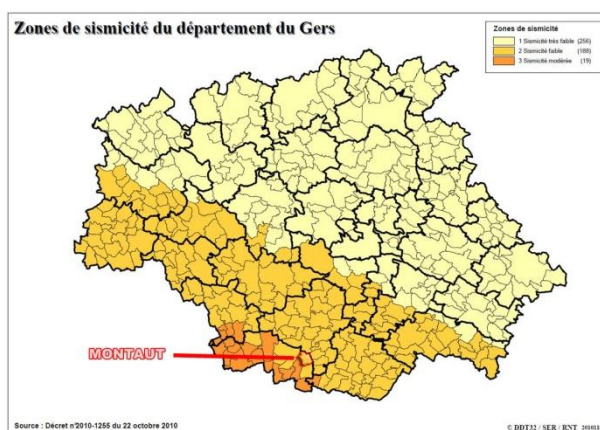 Zones de sismicité du département du Gers
Zones de sismicité
1 Sismicité très faible (256)
2 Sismicité faible (188)
3 Sismicité modérée (19)
MONTAUT
Source : Décret n°2010-1255 du 22 octobre 2010
© DDT32 / SER / RNT